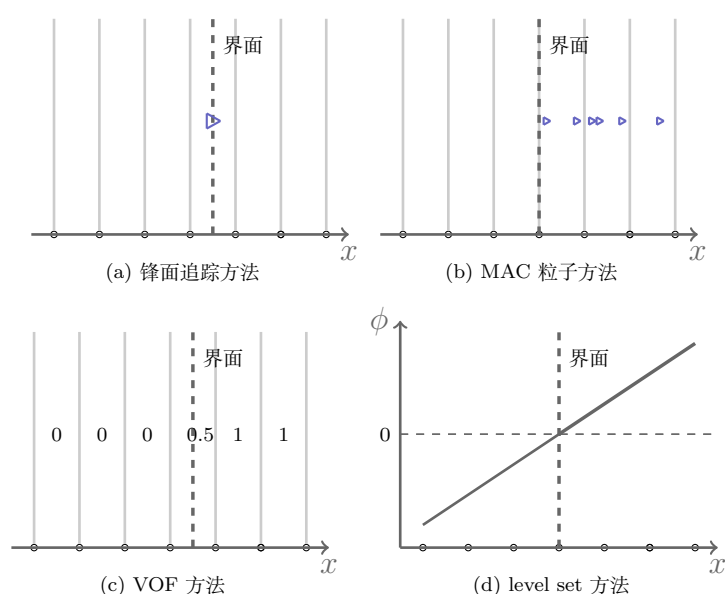 界面
x
(a) 锋面追踪方法
界面
x
(b) MAC 粒子方法
界面
0 0 0 0.5 1 1
x
(c) VOF 方法
ϕ
界面
0
x
(d) level set 方法